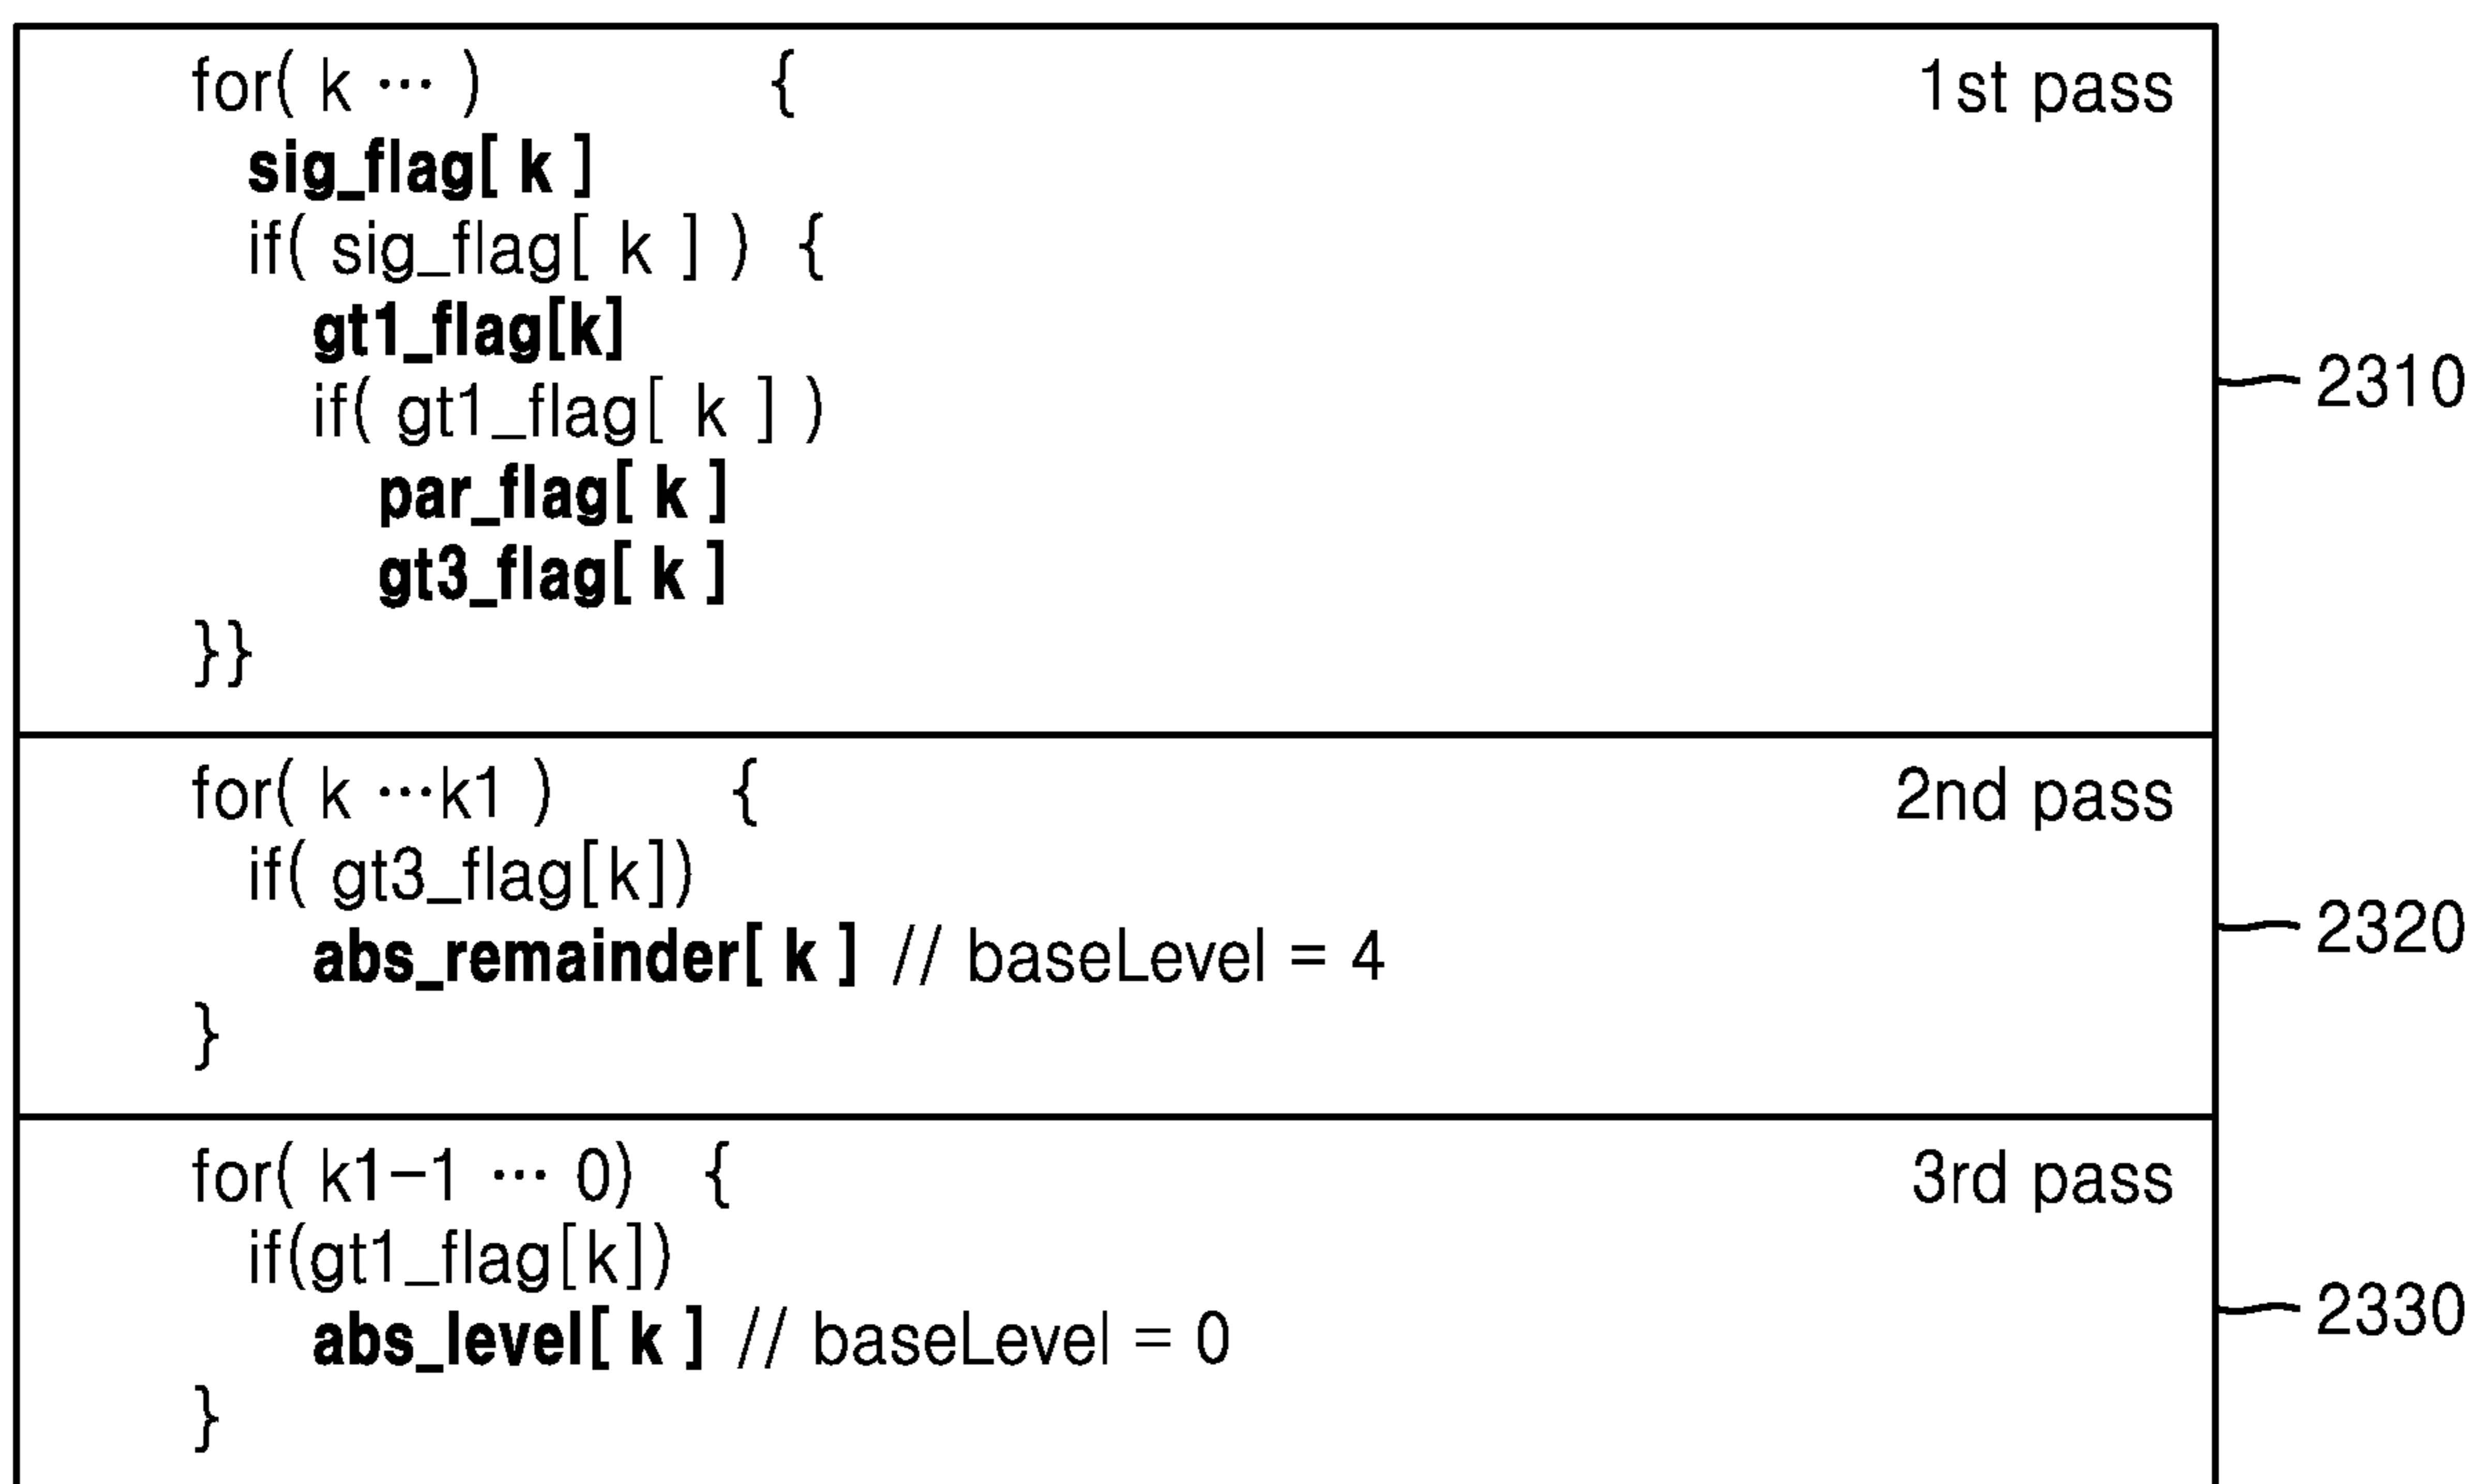 for( k ··· ) { 1st pass
sig_flag[ k ]
if( sig_flag[ k ] ) {
gt1_flag[k]
if( gt1_flag[ k ] ) 2310
par_flag[ k ]
gt3_flag[ k ]
}}
for( k ···k1 ) { 2nd pass
if( gt3_flag[k])
abs_remainder[ k ] // baseLevel = 4 2320
}
for( k1-1 ··· 0) { 3rd pass
if(gt1_flag[k])
abs_level[ k ] // baseLevel = 0 2330
}